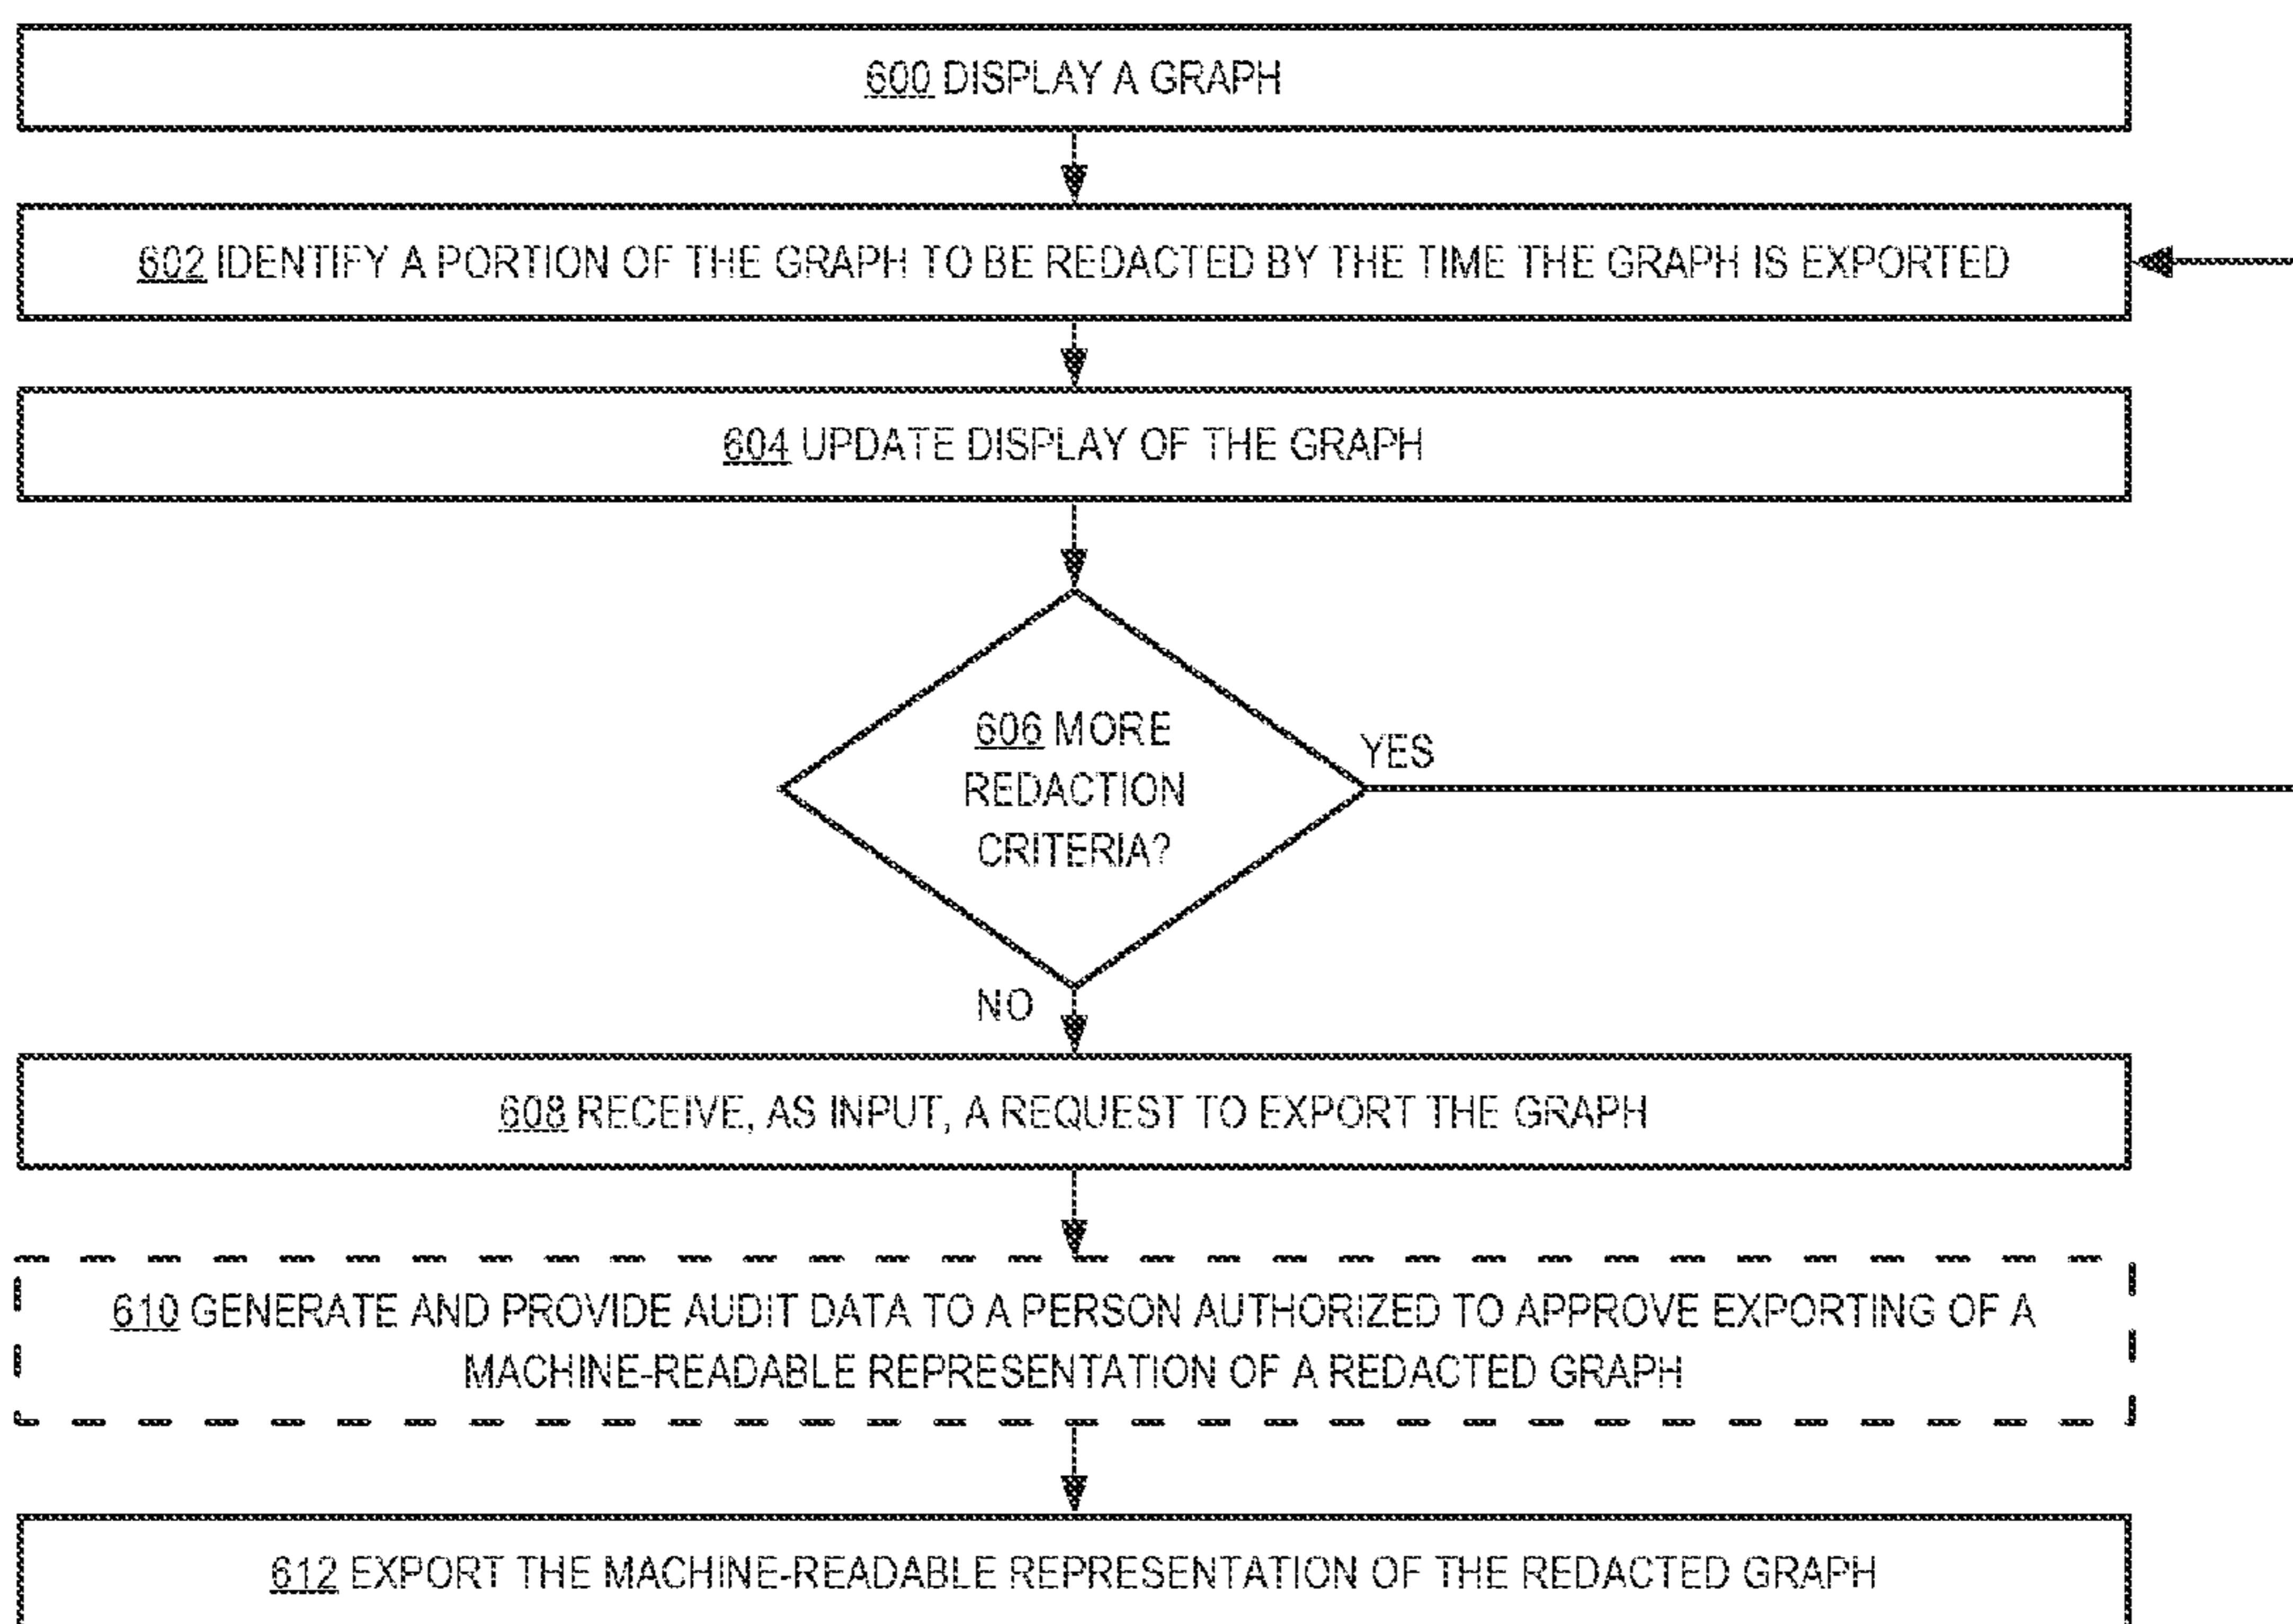 600 DISPLAY A GRAPH
602 IDENTIFY A PORTION OF THE GRAPH TO BE REDACTED BY THE TIME THE GRAPH IS EXPORTED
604 UPDATE DISPLAY OF THE GRAPH
606 MORE
REDACTION
CRITERIA?
YES
NO
608 RECEIVE, AS INPUT, A REQUEST TO EXPORT THE GRAPH
610 GENERATE AND PROVIDE AUDIT DATA TO A PERSON AUTHORIZED TO APPROVE EXPORTING OF A
MACHINE-READABLE REPRESENTATION OF A REDACTED GRAPH
612 EXPORT THE MACHINE-READABLE REPRESENTATION OF THE REDACTED GRAPH